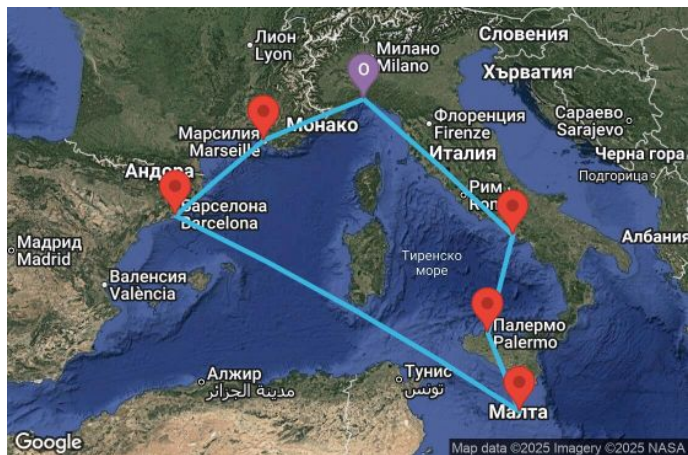 Словения
Лион
Lyon
Милано
Milano
Хърватия
O
Марсилия
Marseille
Монако
Флоренция
Firenze
Сараево
Sarajevo
Италия
Андора
Черна гора
Подгорица
Рим
Барселона
Barcelona
Мадрид
Madrid
Албания
Тиренско
море
Валенсия
València
Палермо
Palermo
Алжир
مدينة الجزائر
Тунис
تونس
Малта
Google
Map data ©2025 Imagery ©2025 NASA